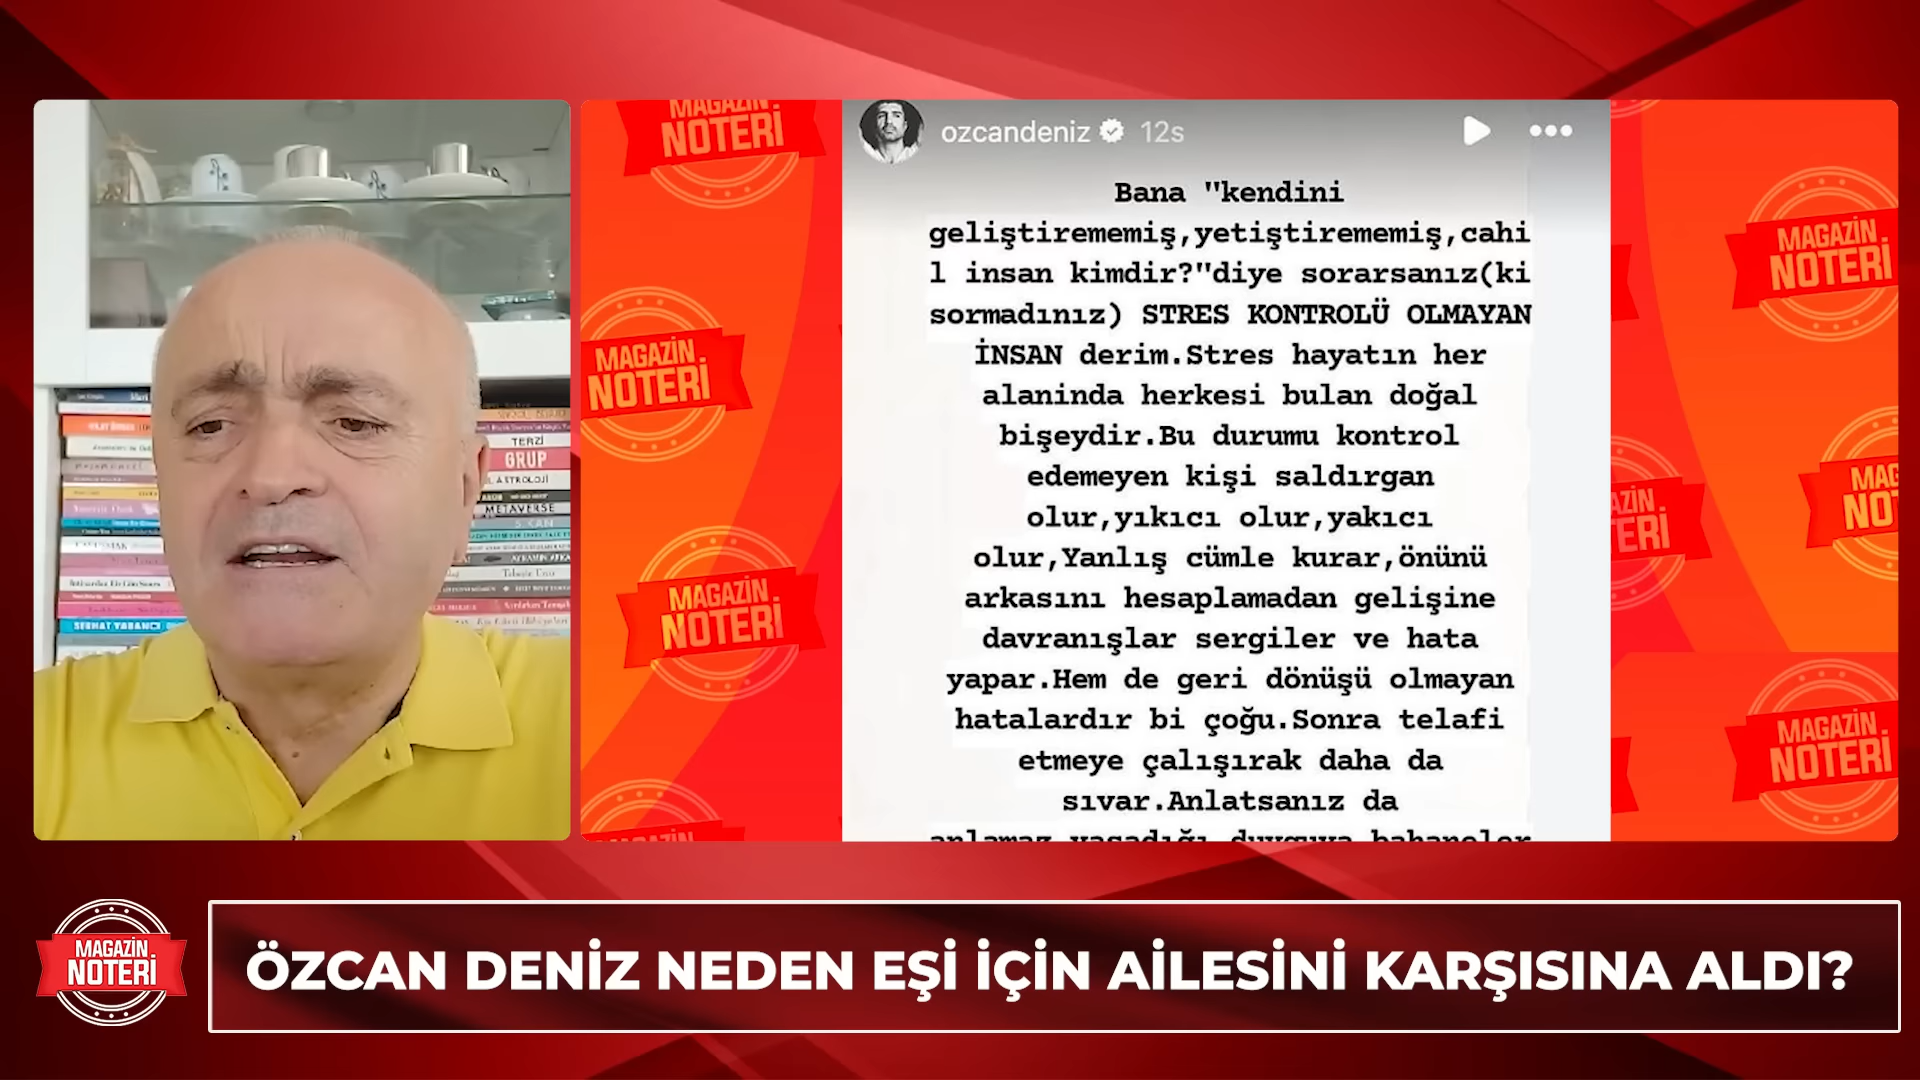 MAGAZİN
NOTERİ
MAGAZİN
NOTERİ
MAGAZİN
NOTERİ
MAGAZİN
NOTERİ
MAGAZİN
NOTERİ
ozcandeniz 12s
Bana "kendini
geliştirememiş,yetiştirememiş,cahi
l insan kimdir?"diye sorarsanız(ki
sormadınız) STRES KONTROLÜ OLMAYAN
İNSAN derim.Stres hayatın her
alaninda herkesi bulan doğal
bişeydir.Bu durumu kontrol
edemeyen kişi saldırgan
olur,yıkıcı olur,yakıcı
olur,Yanlış cümle kurar,önünü
arkasını hesaplamadan gelişine
davranışlar sergiler ve hata
yapar.Hem de geri dönüşü olmayan
hatalardır bi çoğu.Sonra telafi
etmeye çalışırak daha da
sıvar.Anlatsanız da
TERZİ
GRUP
ASTROLOJİ
METAVERSE
SERHAT YABANCI
MAGAZİN
NOTERİ
ÖZCAN DENİZ NEDEN EŞİ İÇİN AİLESİNİ KARŞISINA ALDI?